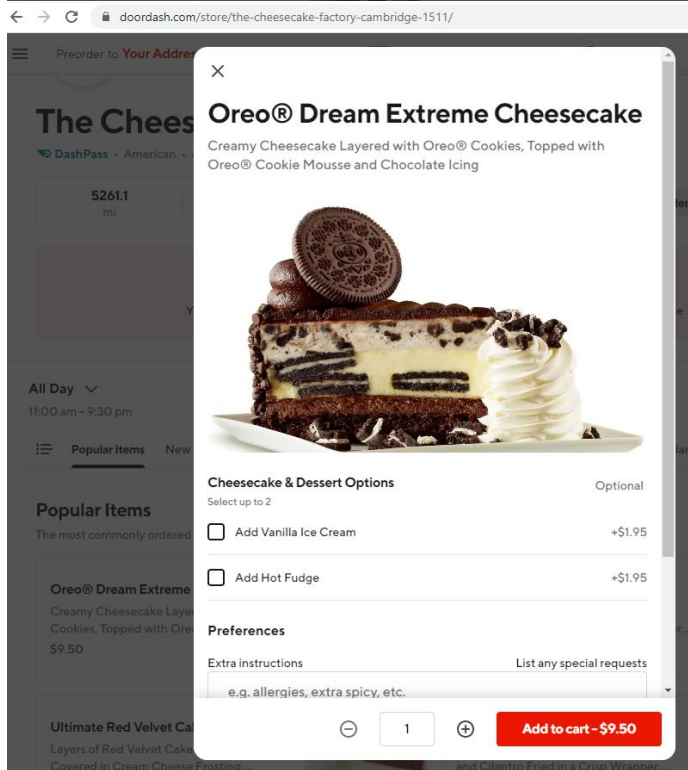 doordash.com/store/the-cheesecake-factory-cambridge-1511/
Preorder to Your Addre
The Chees
DashPass • American •
5261.1
mi
All Day
11:00 am - 9:30 pm
Popular Items New
Popular Items
The most commonly ordered
Oreo® Dream Extreme
Creamy Cheesecake Laye
Cookies, Topped with Ore
$9.50
Ultimate Red Velvet Ca
Layers of Red Velvet Cake
Covered in Cream Cheese Frosting,...
and Cilantro Fried in a Crisp Wrapper,...
Oreo® Dream Extreme Cheesecake
Creamy Cheesecake Layered with Oreo® Cookies, Topped with
Oreo® Cookie Mousse and Chocolate Icing
Cheesecake & Dessert Options
Optional
Select up to 2
Add Vanilla Ice Cream
+$1.95
Add Hot Fudge
+$1.95
Preferences
Extra instructions
List any special requests
e.g. allergies, extra spicy, etc.
1
Add to cart - $9.50